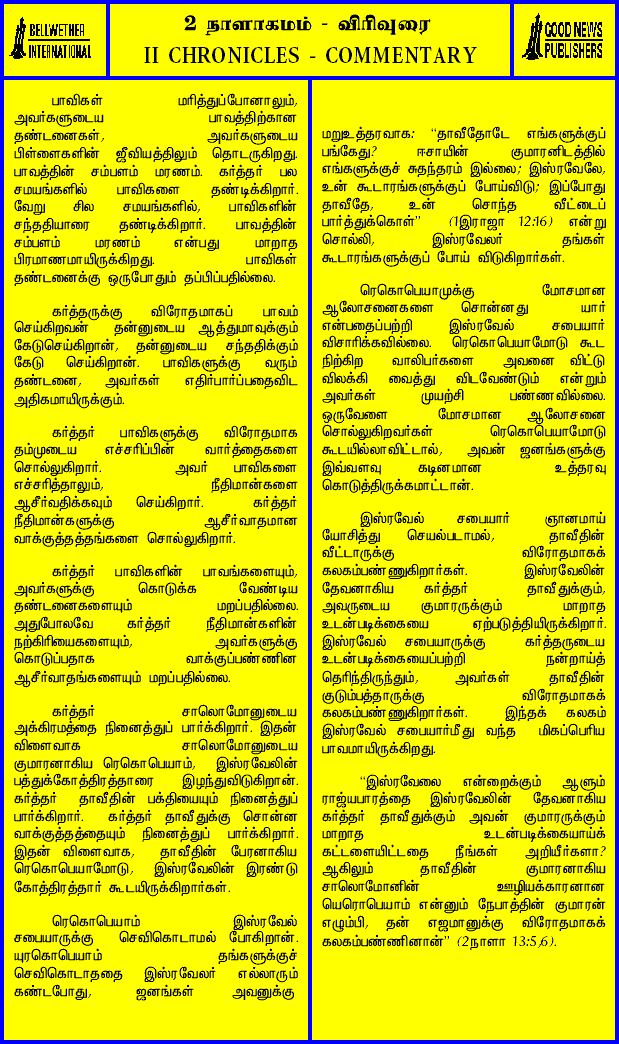 BELLWETHER
INTERNATIONAL
2 நாளாகமம் - விரிவுரை
II CHRONICLES - COMMENTARY
GOOD NEWS
PUBLISHERS
பாவிகள் மரித்துப்போனாலும்,
அவர்களுடைய பாவத்திற்கான
தண்டனைகள், அவர்களுடைய
பிள்ளைகளின் ஜீவியத்திலும் தொடருகிறது.
பாவத்தின் சம்பளம் மரணம். கர்த்தர் பல
சமயங்களில் பாவிகளை தண்டிக்கிறார்.
வேறு சில சமயங்களில், பாவிகளின்
சந்ததியாரை தண்டிக்கிறார். பாவத்தின்
சம்பளம் மரணம் என்பது மாறாத
பிரமாணமாயிருக்கிறது. பாவிகள்
தண்டனைக்கு ஒருபோதும் தப்பிப்பதில்லை.
கர்த்தருக்கு விரோதமாகப் பாவம்
செய்கிறவன் தன்னுடைய ஆத்துமாவுக்கும்
கேடுசெய்கிறான், தன்னுடைய சந்ததிக்கும்
கேடு செய்கிறான். பாவிகளுக்கு வரும்
தண்டனை, அவர்கள் எதிர்பார்ப்பதைவிட
அதிகமாயிருக்கும்.
கர்த்தர் பாவிகளுக்கு விரோதமாக
தம்முடைய எச்சரிப்பின் வார்த்தைகளை
சொல்லுகிறார். அவர் பாவிகளை
எச்சரித்தாலும், நீதிமான்களை
ஆசீர்வதிக்கவும் செய்கிறார். கர்த்தர்
நீதிமான்களுக்கு ஆசீர்வாதமான
வாக்குத்தத்தங்களை சொல்லுகிறார்.
கர்த்தர் பாவிகளின் பாவங்களையும்,
அவர்களுக்கு கொடுக்க வேண்டிய
தண்டனைகளையும் மறப்பதில்லை.
அதுபோலவே கர்த்தர் நீதிமான்களின்
நற்கிரியைகளையும், அவர்களுக்கு
கொடுப்பதாக வாக்குப்பண்ணின
ஆசீர்வாதங்களையும் மறப்பதில்லை.
கர்த்தர் சாலொமோனுடைய
அக்கிரமத்தை நினைத்துப் பார்க்கிறார். இதன்
விளைவாக சாலொமோனுடைய
குமாரனாகிய ரெகொபெயாம், இஸ்ரவேலின்
பத்துக்கோத்திரத்தாரை இழந்துவிடுகிறான்.
கர்த்தர் தாவீதின் பக்தியையும் நினைத்துப்
பார்க்கிறார். கர்த்தர் தாவீதுக்கு சொன்ன
வாக்குத்தத்தையும் நினைத்துப் பார்க்கிறார்.
இதன் விளைவாக, தாவீதின் பேரனாகிய
ரெகொபெயாமோடு, இஸ்ரவேலின் இரண்டு
கோத்திரத்தார் கூடயிருக்கிறார்கள்.
ரெகொபெயாம் இஸ்ரவேல்
சபையாருக்கு செவிகொடாமல் போகிறான்.
யுரகொபெயாம் தங்களுக்குச்
செவிகொடாததை இஸ்ரவேலர் எல்லாரும்
கண்டபோது, ஜனங்கள் அவனுக்கு
மறுஉத்தரவாக: “தாவீதோடே எங்களுக்குப்
பங்கேது? ஈசாயின் குமாரனிடத்தில்
எங்களுக்குச் சுதந்தரம் இல்லை; இஸ்ரவேலே,
உன் கூடாரங்களுக்குப் போய்விடு; இப்போது
தாவீதே, உன் சொந்த வீட்டைப்
பார்த்துக்கொள்” (1இராஜா 12:16) என்று
சொல்லி, இஸ்ரவேலர் தங்கள்
கூடாரங்களுக்குப் போய் விடுகிறார்கள்.
ரெகொபெயாமுக்கு மோசமான
ஆலோசனைகளை சொன்னது யார்
என்பதைப்பற்றி இஸ்ரவேல் சபையார்
விசாரிக்கவில்லை. ரெகொபெயாமோடு கூட
நிற்கிற வாலிபர்களை அவனை விட்டு
விலக்கி வைத்து விடவேண்டும் என்றும்
அவர்கள் முயற்சி பண்ணவில்லை.
ஒருவேளை மோசமான ஆலோசனை
சொல்லுகிறவர்கள் ரெகொபெயாமோடு
கூடயில்லாவிட்டால், அவன் ஜனங்களுக்கு
இவ்வளவு கடினமான உத்தரவு
கொடுத்திருக்கமாட்டான்.
இஸ்ரவேல் சபையார் ஞானமாய்
யோசித்து செயல்படாமல், தாவீதின்
வீட்டாருக்கு விரோதமாகக்
கலகம்பண்ணுகிறார்கள். இஸ்ரவேலின்
தேவனாகிய கர்த்தர் தாவீதுக்கும்,
அவருடைய குமாரருக்கும் மாறாத
உடன்படிக்கையை ஏற்படுத்தியிருக்கிறார்.
இஸ்ரவேல் சபையாருக்கு கர்த்தருடைய
உடன்படிக்கையைப்பற்றி நன்றாய்த்
தெரிந்திருந்தும், அவர்கள் தாவீதின்
குடும்பத்தாருக்கு விரோதமாகக்
கலகம்பண்ணுகிறார்கள். இந்தக் கலகம்
இஸ்ரவேல் சபையார்மீது வந்த மிகப்பெரிய
பாவமாயிருக்கிறது.
“இஸ்ரவேலை என்றைக்கும் ஆளும்
ராஜ்யபாரத்தை இஸ்ரவேலின் தேவனாகிய
கர்த்தர் தாவீதுக்கும் அவன் குமாரருக்கும்
மாறாத உடன்படிக்கையாய்க்
கட்டளையிட்டதை நீங்கள் அறியீர்களா?
ஆகிலும் தாவீதின் குமாரனாகிய
சாலொமோனின் ஊழியக்காரனான
யெரொபெயாம் என்னும் நேபாத்தின் குமாரன்
எழும்பி, தன் எஜமானுக்கு விரோதமாகக்
கலகம்பண்ணினான்” (2நாளா 13:5,6).